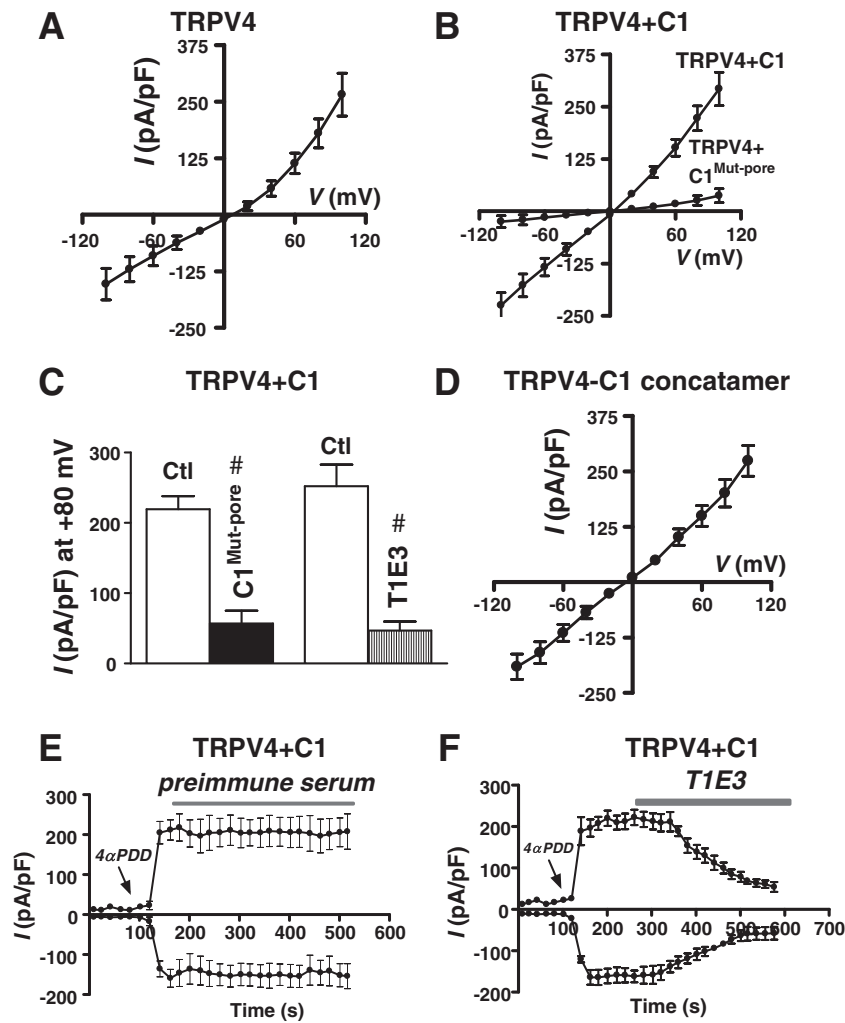 A
TRPV4
I (pA/pF)
375
250
125
V (mV)
-120
-60
60
120
-125
-250
B
TRPV4+C1
I (pA/pF)
375
250
125
TRPV4+C1
TRPV4+
C1Mut-pore
-120
-60
60
120
V (mV)
-125
-250
C
TRPV4+C1
I (pA/pF) at +80 mV
300
200
100
0
Ctl
C1Mut-pore #
Ctl
T1E3 #
D
TRPV4-C1 concatamer
I (pA/pF)
375
250
125
V (mV)
-120
-60
60
120
-125
-250
E
TRPV4+C1
preimmune serum
I (pA/pF)
300
200
100
0
-100
-200
4αPDD
100
200
300
400
500
600
Time (s)
F
TRPV4+C1
T1E3
I (pA/pF)
300
200
100
0
-100
-200
4αPDD
100
200
300
400
500
600
700
Time (s)